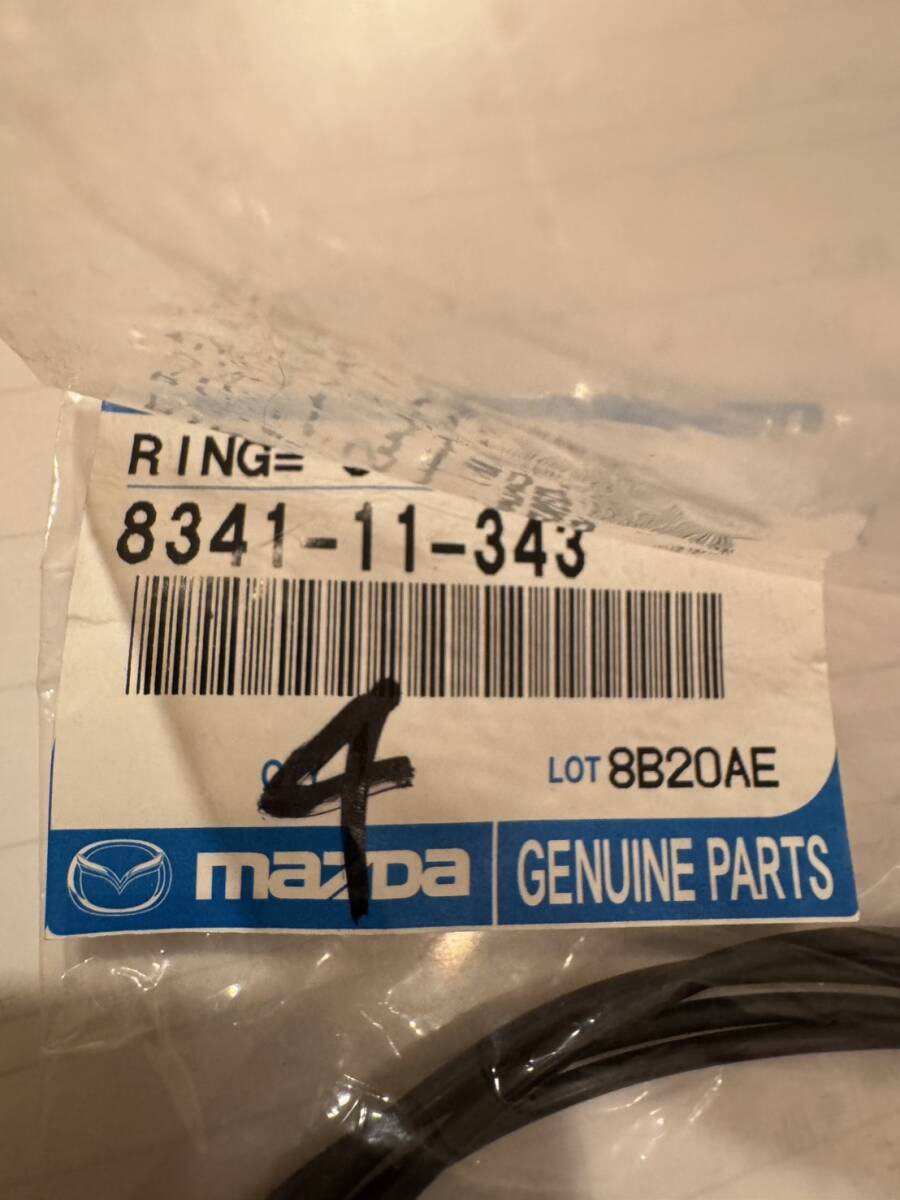 RING=
8341-11-343
4
LOT 8B20AE
mazda GENUINE PARTS